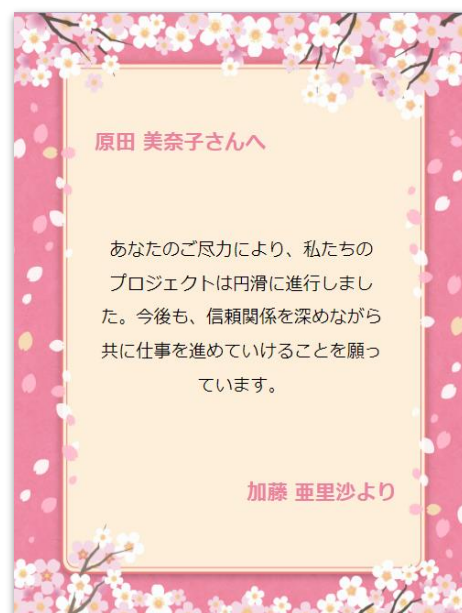 原田 美奈子さんへ
あなたのご尽力により、私たちの
プロジェクトは円滑に進行しまし
た。今後も、信頼関係を深めながら
共に仕事を進めていけることを願っ
ています。
加藤 亜里沙より